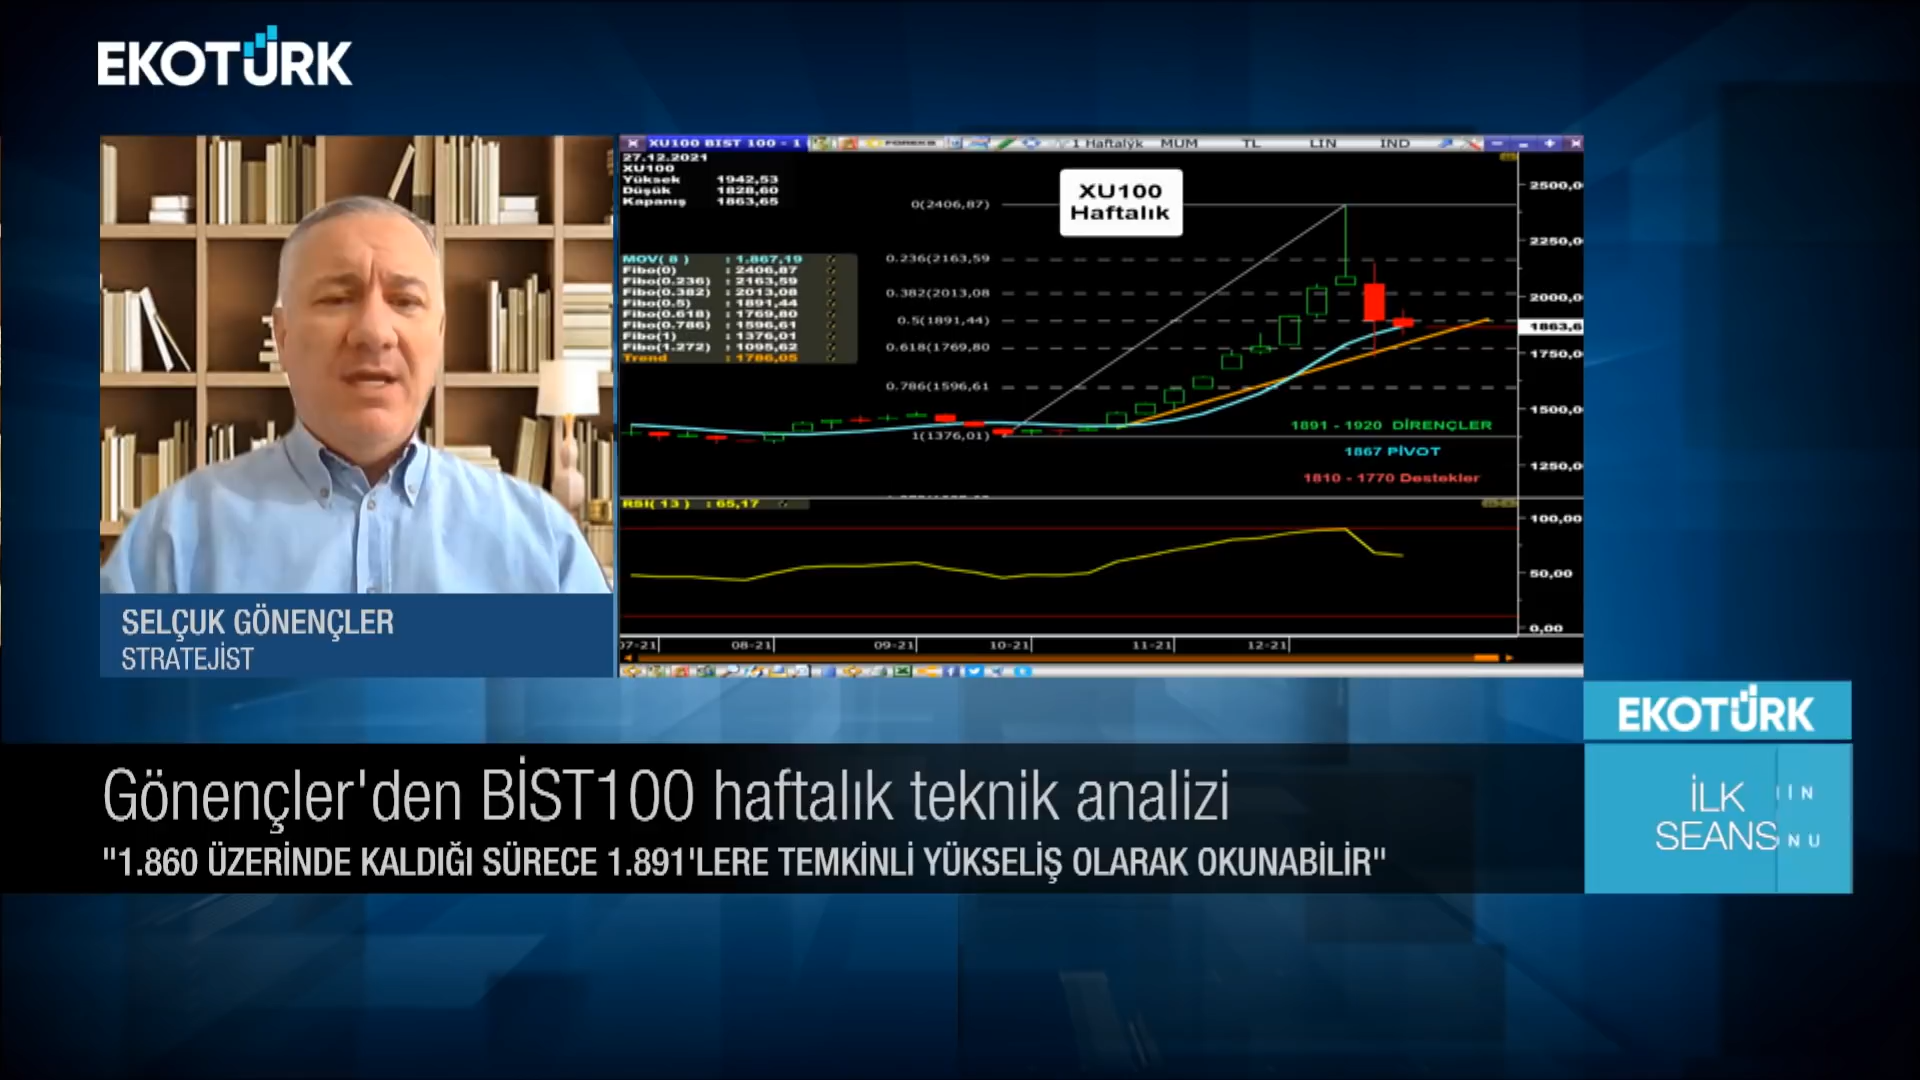 EKOTÜRK
XU100 BIST 100 - 1
FOREKS
1 Haftalýk
MUM
TL
LIN
IND
27.12.2021
XU100
Yüksek 1942,53
Düşük 1828,60
Kapanış 1863,65
XU100
Haftalık
MOV( 8 ) : 1.867,19
Fibo(0) : 2406,87
Fibo(0.236) : 2163,59
Fibo(0.382) : 2013,08
Fibo(0.5) : 1891,44
Fibo(0.618) : 1769,80
Fibo(0.786) : 1596,61
Fibo(1) : 1376,01
Fibo(1.272) : 1095,62
Trend : 1786,05
0(2406,87)
0.236(2163,59
0.382(2013,08
0.5(1891,44)
0.618(1769,80
0.786(1596,61
1(1376,01)
2500,0
2250,0
2000,0
1863,6
1750,0
1500,0
1250,0
1891 - 1920 DİRENÇLER
1867 PİVOT
1810 - 1770 Destekler
RSI( 13 ) : 65,17
100,00
50,00
0,00
07-21
08-21
09-21
10-21
11-21
12-21
SELÇUK GÖNENÇLER
STRATEJİST
EKOTÜRK
Gönençler'den BİST100 haftalık teknik analizi
"1.860 ÜZERİNDE KALDIĞI SÜRECE 1.891'LERE TEMKİNLİ YÜKSELİŞ OLARAK OKUNABİLİR"
İLK
SEANS